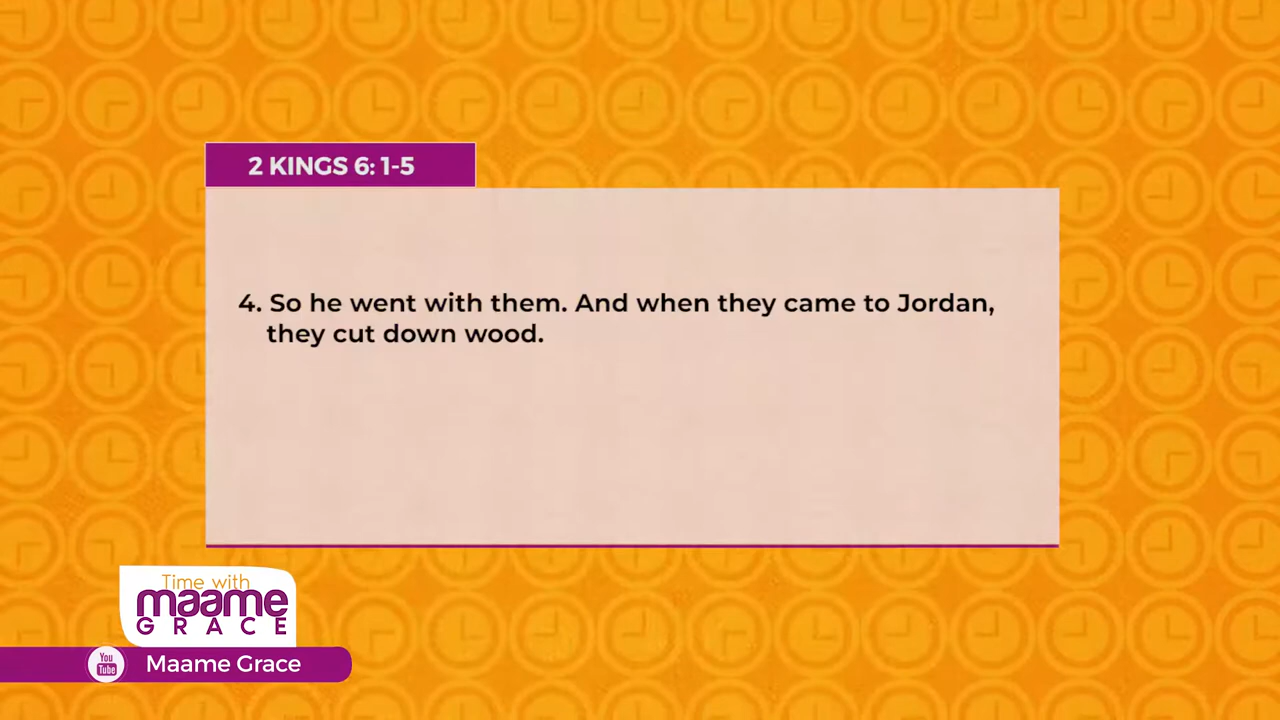 2 KINGS 6: 1-5
4. So he went with them. And when they came to Jordan,
they cut down wood.
Time with
maame
GRACE
You
Tube
Maame Grace